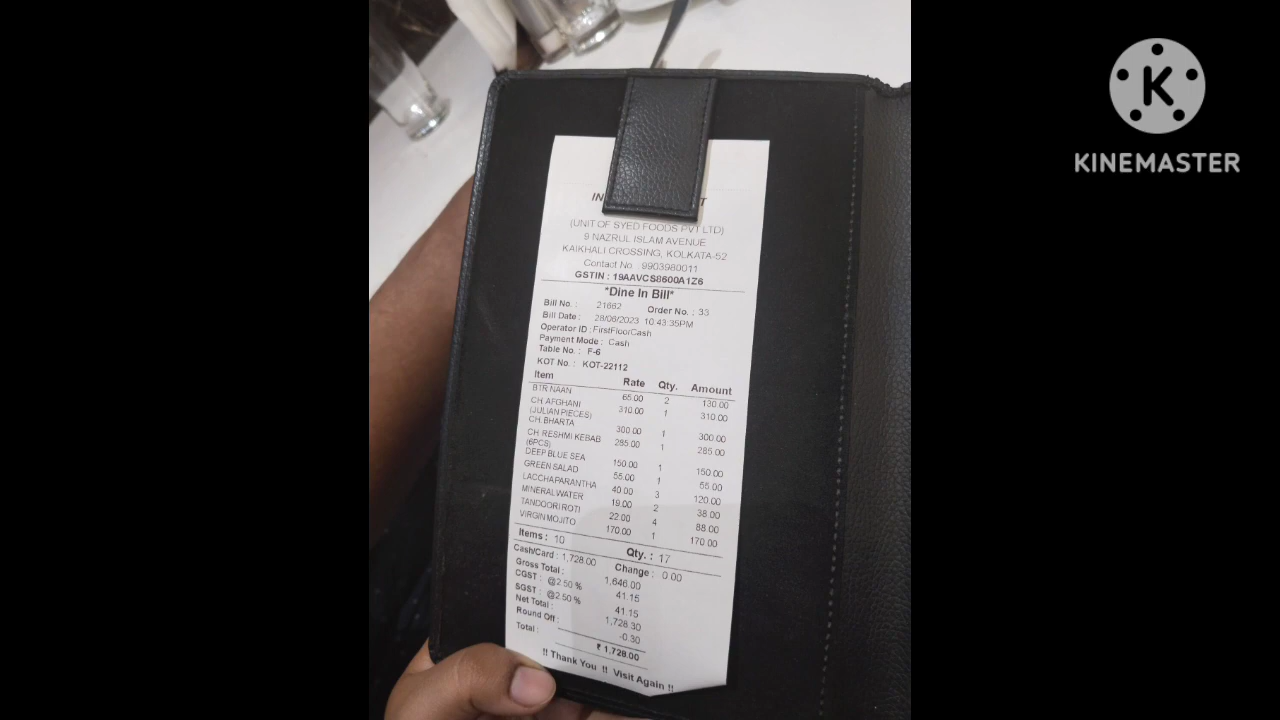 (UNIT OF SYED FOODS PVT LTD)
9 NAZRUL ISLAM AVENUE
KAIKHALI CROSSING, KOLKATA-52
Contact No. 9903980011
GSTIN : 19AAVCS8600A1Z6
*Dine In Bill*
Bill No. : 21662 Order No. : 33
Bill Date : 28/06/2023 10:43:35PM
Operator ID : FirstFloorCash
Payment Mode : Cash
Table No. : F-6
KOT No. : KOT-22112
Item Rate Qty. Amount
BTR NAAN 65.00 2 130.00
CH. AFGHANI 310.00 1 310.00
(JULIAN PIECES)
CH. BHARTA 300.00 1 300.00
CH. RESHMI KEBAB 285.00 1 285.00
(6PCS)
DEEP BLUE SEA 150.00 1 150.00
GREEN SALAD 55.00 1 55.00
LACCHA PARANTHA 40.00 3 120.00
MINERAL WATER 19.00 2 38.00
TANDOORI ROTI 22.00 4 88.00
VIRGIN MOJITO 170.00 1 170.00
Items : 10 Qty. : 17
Cash/Card : 1,728.00 Change : 0.00
Gross Total : 1,646.00
CGST : @2.50 % 41.15
SGST : @2.50 % 41.15
Net Total : 1,728.30
Round Off : -0.30
Total : ₹ 1,728.00
!! Thank You !! Visit Again !!
K
KINEMASTER